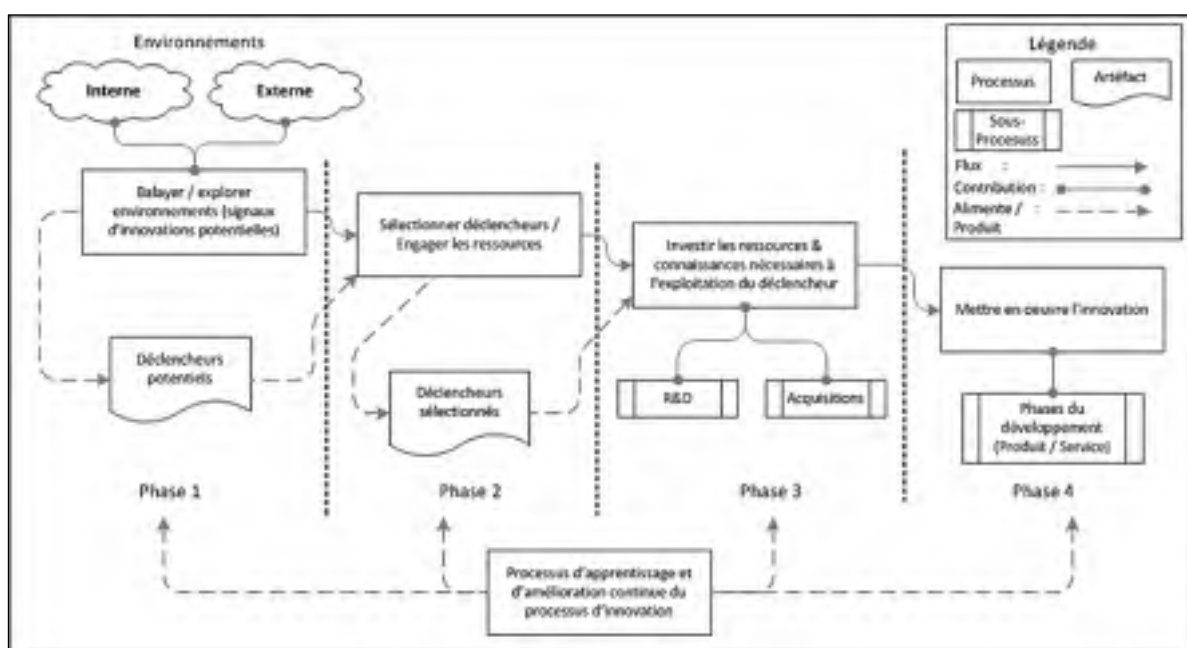 Environnements
Interne
Externe
Balayer / explorer
environnements (signaux
d'innovations potentielles)
Déclencheurs
potentiels
Phase 1
Sélectionner déclencheurs /
Engager les ressources
Déclencheurs
sélectionnés
Phase 2
Investir les ressources &
connaissances nécessaires à
l'exploitation du déclencheur
R&D
Acquisitions
Phase 3
Légende
Processus
Artéfact
Sous-
Processus
Flux :
Contribution :
Alimente / :
Produit
Mettre en oeuvre l'innovation
Phases du
développement
(Produit / Service)
Phase 4
Processus d'apprentissage et
d'amélioration continue du
processus d'innovation